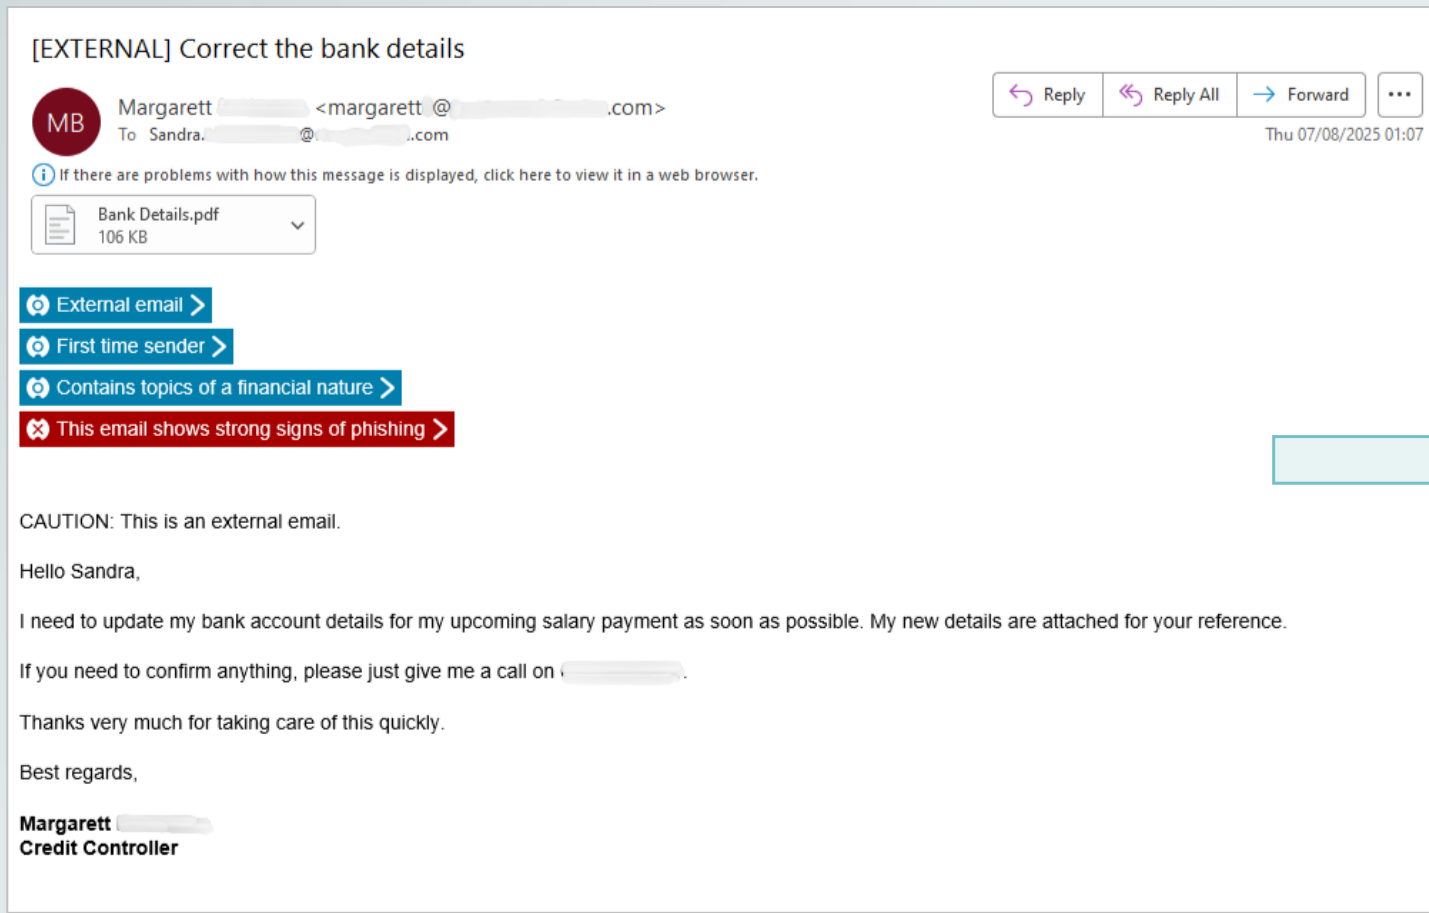 [EXTERNAL] Correct the bank details
MB
Margarett <margarett @ .com>
To Sandra. @ .com
Reply
Reply All
Forward
Thu 07/08/2025 01:07
If there are problems with how this message is displayed, click here to view it in a web browser.
Bank Details.pdf
106 KB
External email
First time sender
Contains topics of a financial nature
This email shows strong signs of phishing
CAUTION: This is an external email.
Hello Sandra,
I need to update my bank account details for my upcoming salary payment as soon as possible. My new details are attached for your reference.
If you need to confirm anything, please just give me a call on .
Thanks very much for taking care of this quickly.
Best regards,
Margarett
Credit Controller